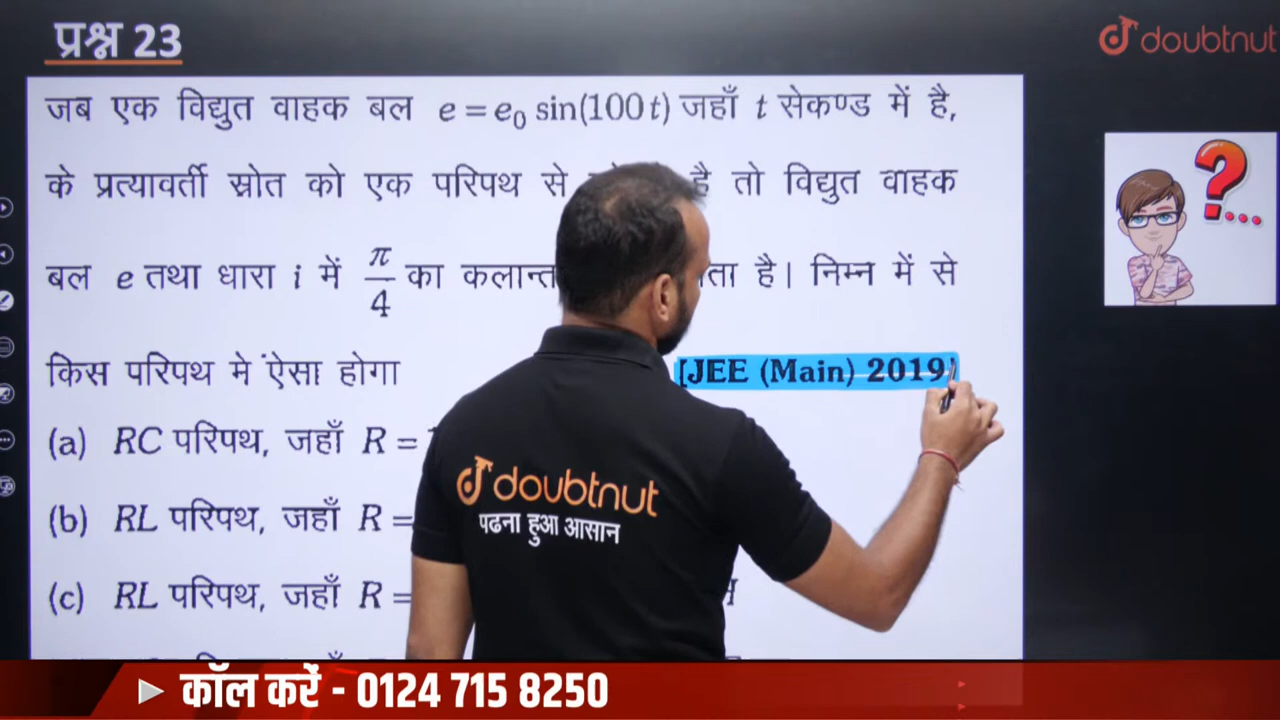 प्रश्न 23
doubtnut
जब एक विद्युत वाहक बल e = e₀ sin(100t) जहाँ t सेकण्ड में है,
के प्रत्यावर्ती स्रोत को एक परिपथ से है तो विद्युत वाहक
बल e तथा धारा i में π/4 का कलान्त ता है। निम्न में से
किस परिपथ मे ंऐसा होगा [JEE (Main) 2019]
(a) RC परिपथ, जहाँ R =
(b) RL परिपथ, जहाँ R =
(c) RL परिपथ, जहाँ R =
doubtnut
पढना हुआ आसान
कॉल करें - 0124 715 8250